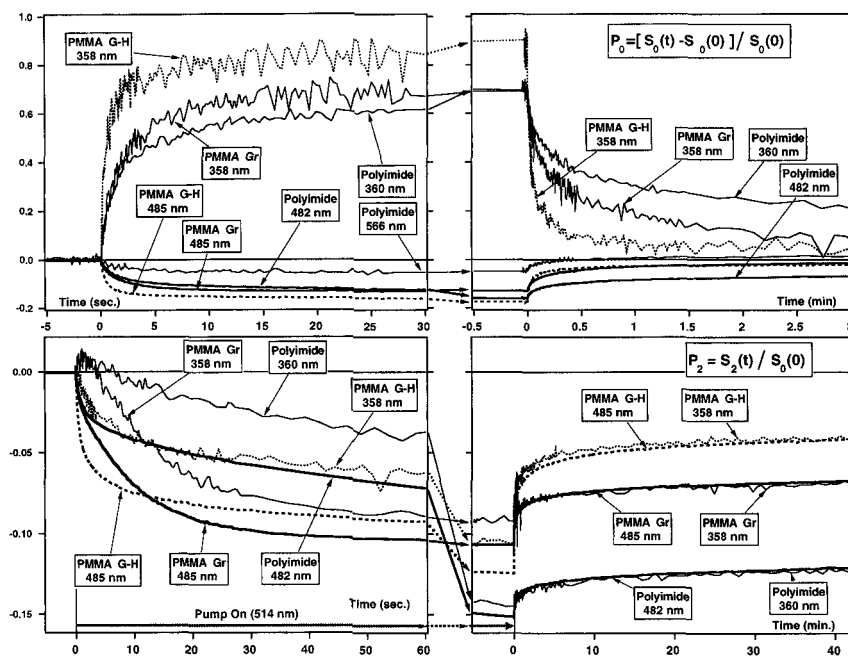 1.0
0.8
0.6
0.4
0.2
0.0
-0.2
PMMA G-H
358 nm
PMMA Gr
358 nm
Polyimide
360 nm
PMMA G-H
485 nm
PMMA Gr
485 nm
Polyimide
482 nm
Polyimide
566 nm
Time (sec.)
-5 0 5 10 15 20 25 30
P0=[ S0(t) -S0(0) ] / S0(0)
PMMA G-H
358 nm
PMMA Gr
358 nm
Polyimide
360 nm
Polyimide
482 nm
Time (min)
-0.5 0.0 0.5 1.0 1.5 2.0 2.5 3.0
0.00
-0.05
-0.10
-0.15
PMMA Gr
358 nm
Polyimide
360 nm
PMMA G-H
358 nm
PMMA G-H
485 nm
PMMA Gr
485 nm
Polyimide
482 nm
Time (sec.)
Pump On (514 nm)
0 10 20 30 40 50 60
P2 = S2(t) / S0(0)
PMMA G-H
485 nm
PMMA G-H
358 nm
PMMA Gr
485 nm
PMMA Gr
358 nm
Polyimide
482 nm
Polyimide
360 nm
Time (min.)
0 10 20 30 40